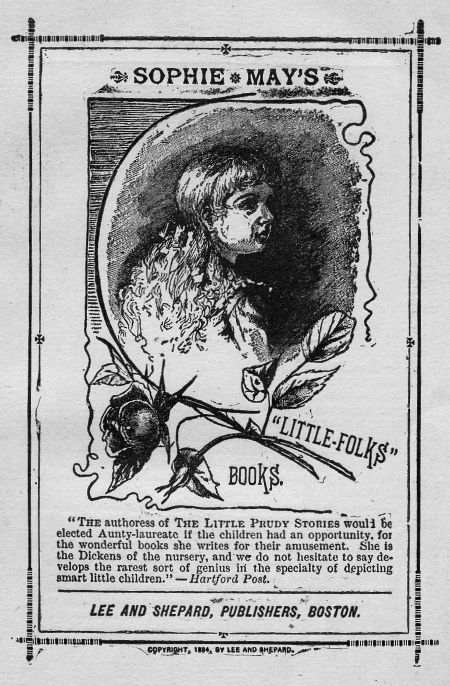 SOPHIE MAY'S
"LITTLE-FOLKS"
BOOKS.
"THE authoress of THE LITTLE PRUDY STORIES would be
elected Aunty-laureate if the children had an opportunity, for
the wonderful books she writes for their amusement. She is
the Dickens of the nursery, and we do not hesitate to say de-
velops the rarest sort of genius in the specialty of depicting
smart little children." — Hartford Post.
LEE AND SHEPARD, PUBLISHERS, BOSTON.
COPYRIGHT, 1884, BY LEE AND SHEPARD.